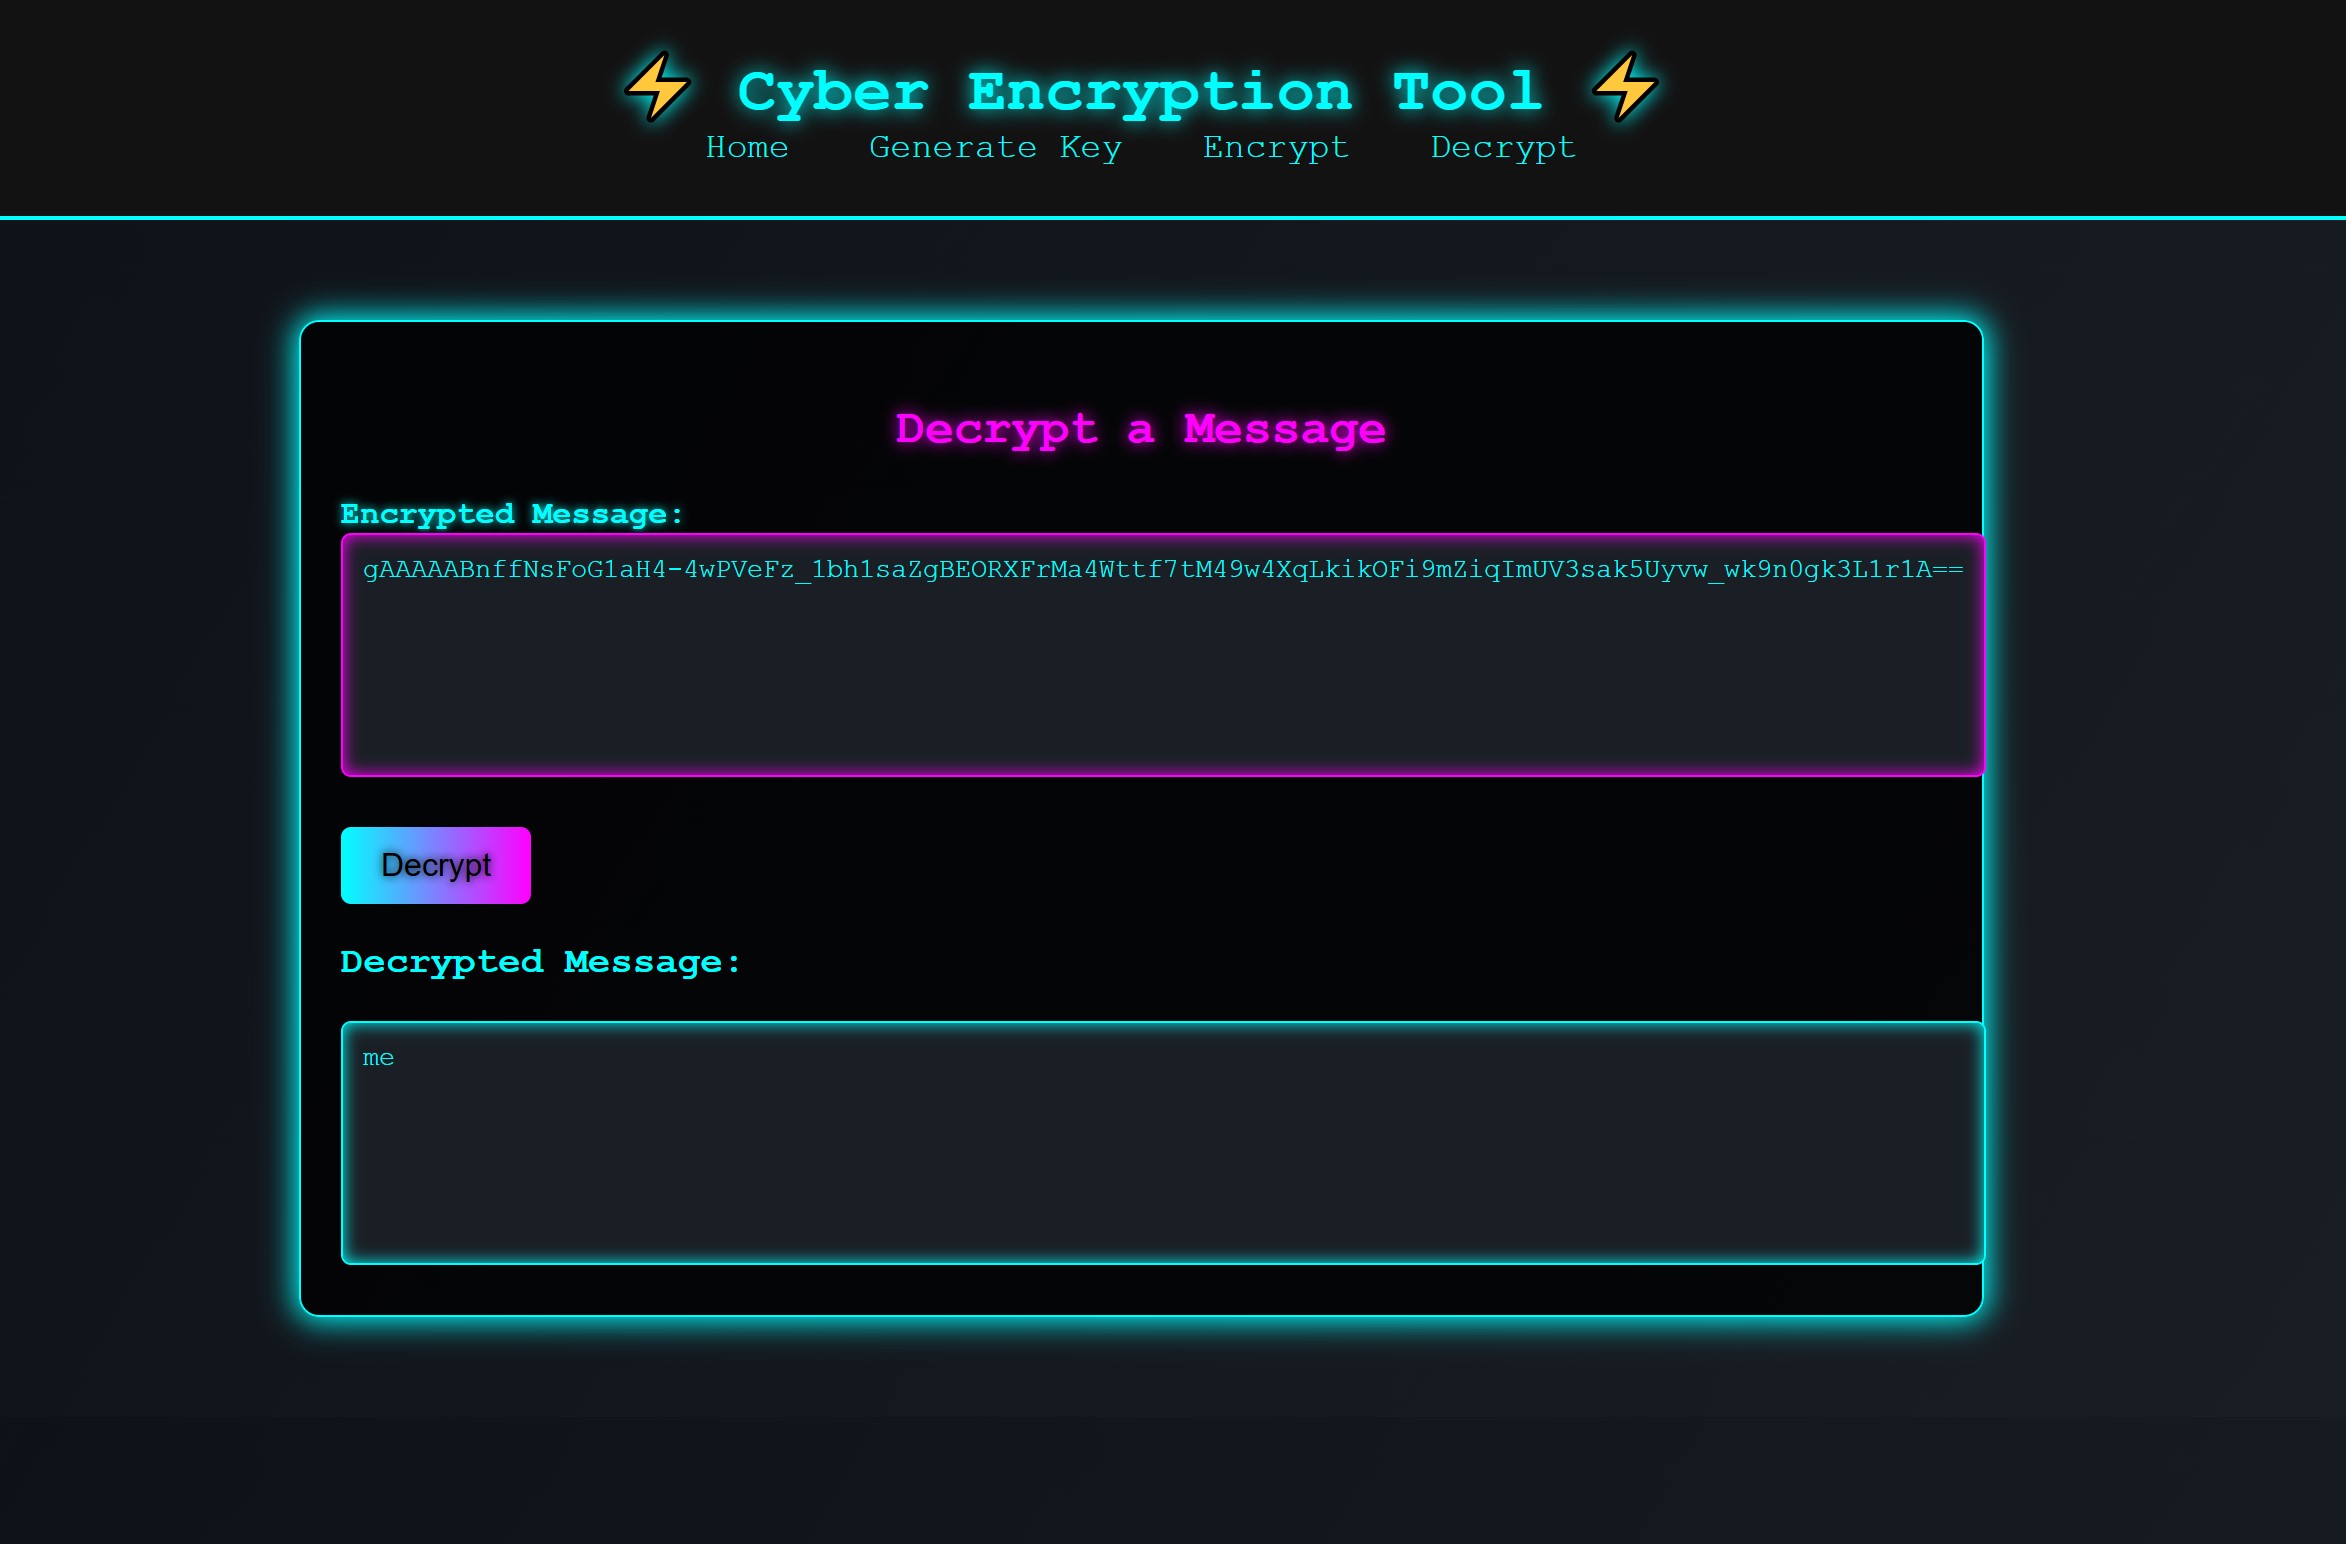 ⚡ Cyber Encryption Tool ⚡
Home Generate Key Encrypt Decrypt
Decrypt a Message
Encrypted Message:
gAAAAABnffNsFoG1aH4-4wPVeFz_1bh1saZgBEORXFrMa4Wttf7tM49w4XqLkikOFi9mZiqImUV3sak5Uyvw_wk9n0gk3L1r1A==
Decrypt
Decrypted Message:
me